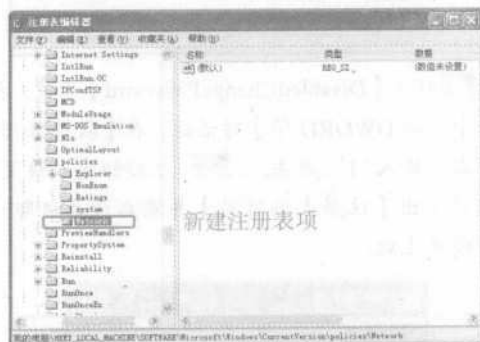 注册表编辑器
文件(F) 编辑(E) 查看(V) 收藏夹(A) 帮助(H)
名称 类型 数据
Internet Settings
(默认) REG_SZ (数值未设置)
IntlRun
IntlRun.OC
IPConfTSP
MCD
ModuleUsage
MS-DOS Emulation
Nls
OptimalLayout
policies
Explorer
NonEnum
Ratings
system
Network
新建注册表项
PreviewHandlers
PropertySystem
Reinstall
Reliability
Run
RunOnce
RunOnceEx
我的电脑\HKEY_LOCAL_MACHINE\SOFTWARE\Microsoft\Windows\CurrentVersion\policies\Network